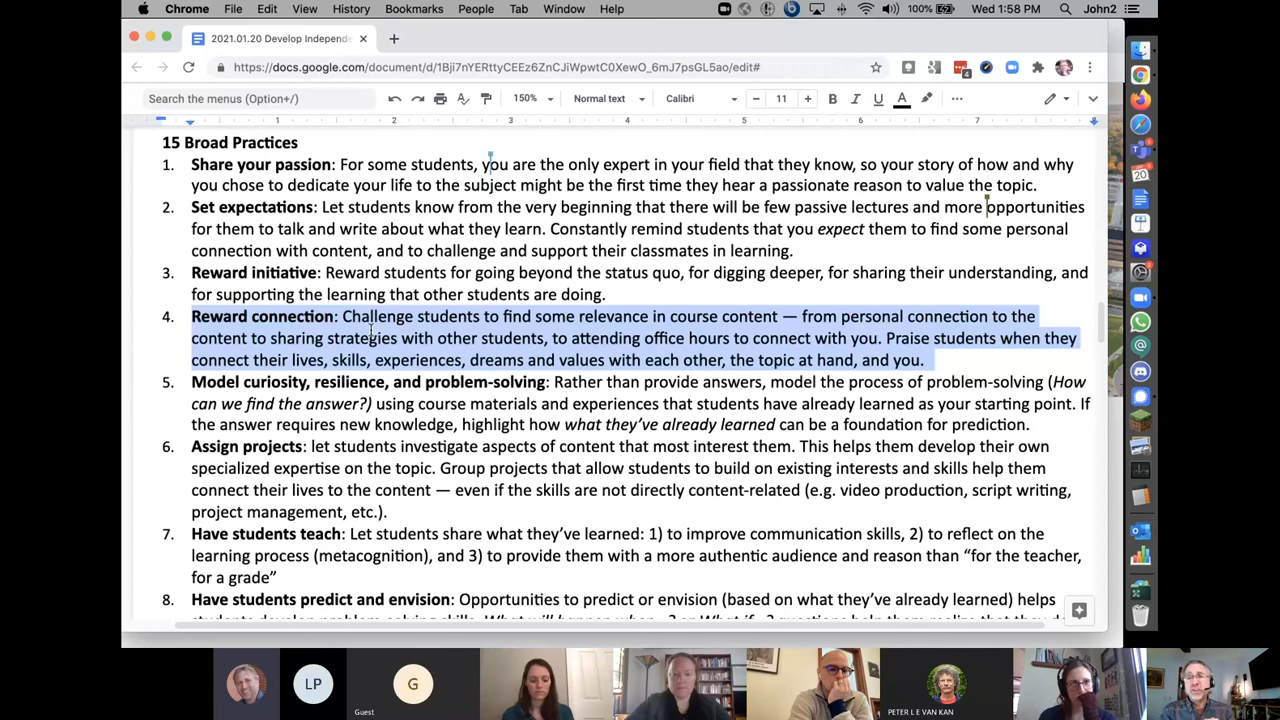 Chrome File Edit View History Bookmarks People Tab Window Help 100% Wed 1:58 PM John2
2021.01.20 Develop Independ
Search the menus (Option+/) 150% Normal text Calibri 11 B I U A
1 2 3 4 5 6 7 8
15 Broad Practices
1. Share your passion: For some students, you are the only expert in your field that they know, so your story of how and why
you chose to dedicate your life to the subject might be the first time they hear a passionate reason to value the topic.
2. Set expectations: Let students know from the very beginning that there will be few passive lectures and more opportunities
for them to talk and write about what they learn. Constantly remind students that you expect them to find some personal
connection with content, and to challenge and support their classmates in learning.
3. Reward initiative: Reward students for going beyond the status quo, for digging deeper, for sharing their understanding, and
for supporting the learning that other students are doing.
4. Reward connection: Challenge students to find some relevance in course content — from personal connection to the
content to sharing strategies with other students, to attending office hours to connect with you. Praise students when they
connect their lives, skills, experiences, dreams and values with each other, the topic at hand, and you.
5. Model curiosity, resilience, and problem-solving: Rather than provide answers, model the process of problem-solving (How
can we find the answer?) using course materials and experiences that students have already learned as your starting point. If
the answer requires new knowledge, highlight how what they’ve already learned can be a foundation for prediction.
6. Assign projects: let students investigate aspects of content that most interest them. This helps them develop their own
specialized expertise on the topic. Group projects that allow students to build on existing interests and skills help them
connect their lives to the content — even if the skills are not directly content-related (e.g. video production, script writing,
project management, etc.).
7. Have students teach: Let students share what they’ve learned: 1) to improve communication skills, 2) to reflect on the
learning process (metacognition), and 3) to provide them with a more authentic audience and reason than “for the teacher,
for a grade”
8. Have students predict and envision: Opportunities to predict or envision (based on what they’ve already learned) helps
LP
G
Guest
PETER L E VAN KAN